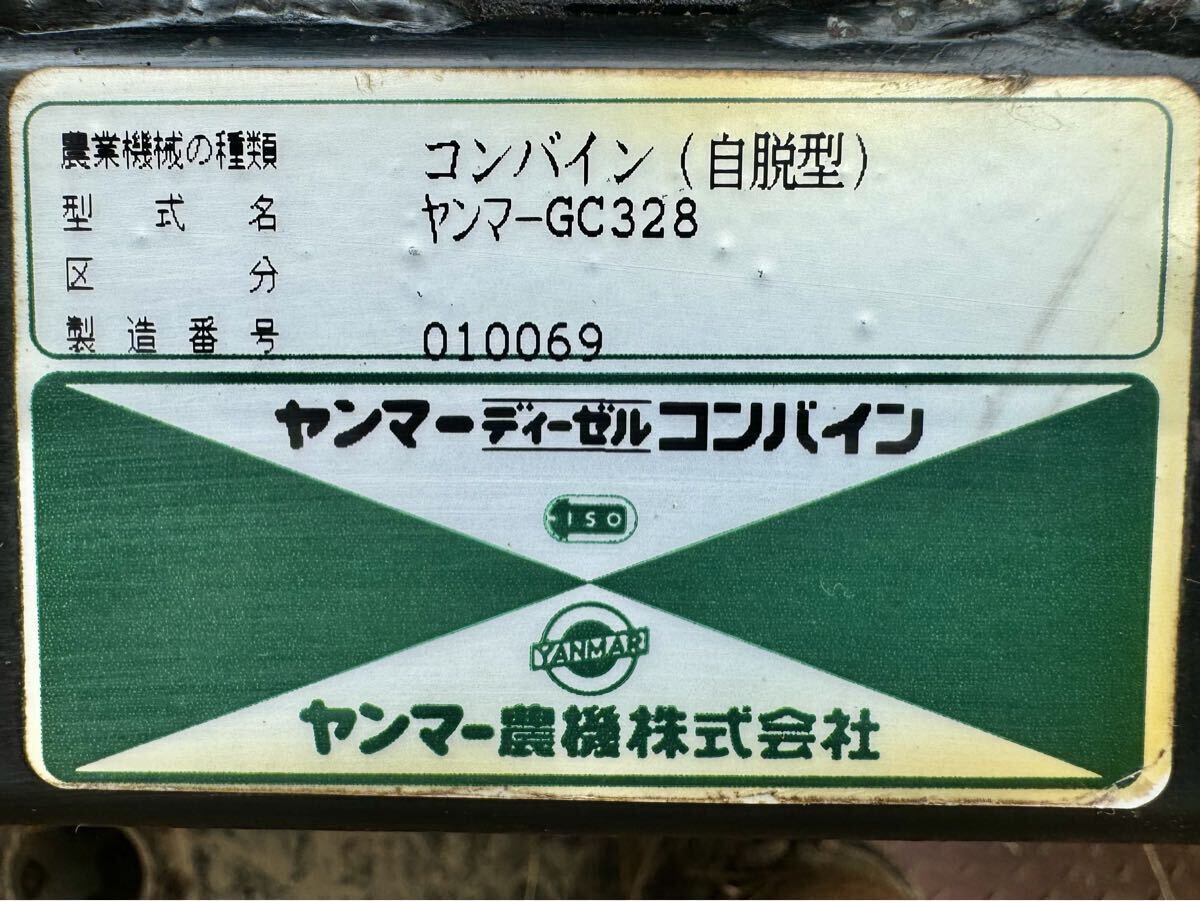 農業機械の種類 コンバイン(自脱型)
型式名 ヤンマーGC328
区分
製造番号 010069
ヤンマーディーゼルコンバイン
ISO
YANMAR
ヤンマー農機株式会社